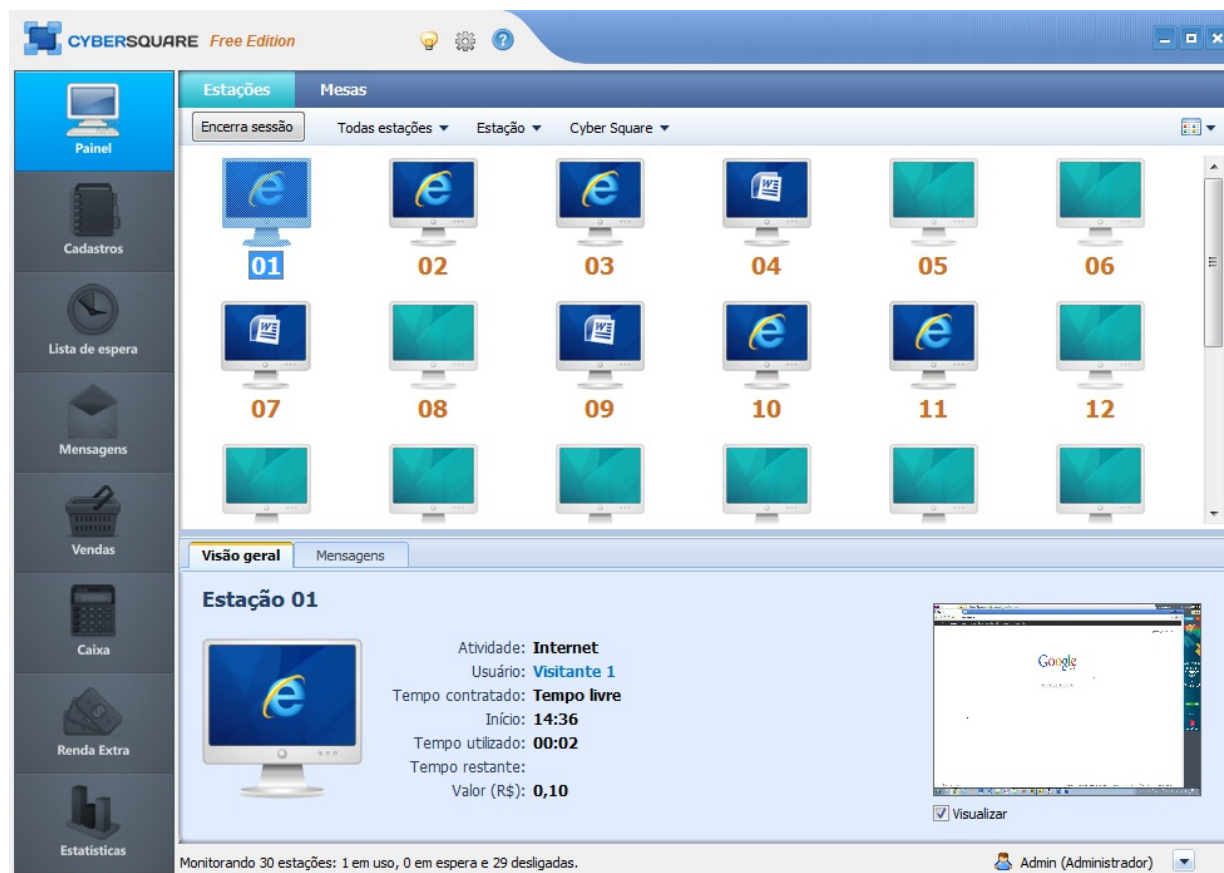 CYBERSQUARE Free Edition
Painel
Cadastros
Lista de espera
Mensagens
Vendas
Caixa
Renda Extra
Estatísticas
Estações Mesas
Encerra sessão Todas estações Estação Cyber Square
01 02 03 04 05 06
07 08 09 10 11 12
Visão geral Mensagens
Estação 01
Atividade: Internet
Usuário: Visitante 1
Tempo contratado: Tempo livre
Início: 14:36
Tempo utilizado: 00:02
Tempo restante:
Valor (R$): 0,10
Google
Visualizar
Monitorando 30 estações: 1 em uso, 0 em espera e 29 desligadas.
Admin (Administrador)